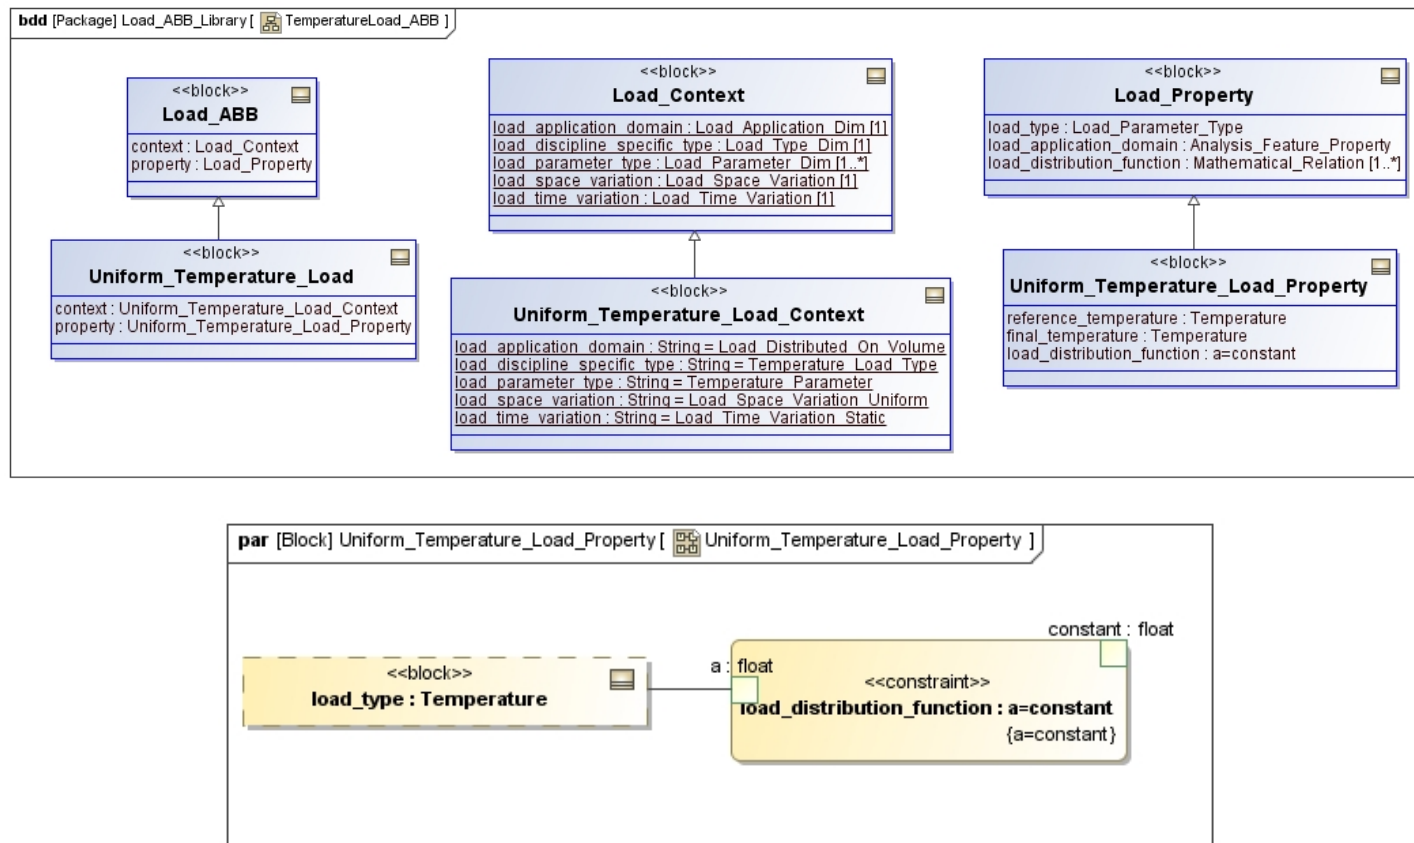 bdd [Package] Load_ABB_Library [ TemperatureLoad_ABB ]
<<block>>
Load_ABB
context : Load_Context
property : Load_Property
<<block>>
Load_Context
load_application_domain : Load_Application_Dim [1]
load_discipline_specific_type : Load_Type_Dim [1]
load_parameter_type : Load_Parameter_Dim [1..*]
load_space_variation : Load_Space_Variation [1]
load_time_variation : Load_Time_Variation [1]
<<block>>
Load_Property
load_type : Load_Parameter_Type
load_application_domain : Analysis_Feature_Property
load_distribution_function : Mathematical_Relation [1..*]
<<block>>
Uniform_Temperature_Load
context : Uniform_Temperature_Load_Context
property : Uniform_Temperature_Load_Property
<<block>>
Uniform_Temperature_Load_Context
load_application_domain : String = Load_Distributed_On_Volume
load_discipline_specific_type : String = Temperature_Load_Type
load_parameter_type : String = Temperature_Parameter
load_space_variation : String = Load_Space_Variation_Uniform
load_time_variation : String = Load_Time_Variation_Static
<<block>>
Uniform_Temperature_Load_Property
reference_temperature : Temperature
final_temperature : Temperature
load_distribution_function : a=constant
par [Block] Uniform_Temperature_Load_Property [ Uniform_Temperature_Load_Property ]
<<block>>
load_type : Temperature
a : float
constant : float
<<constraint>>
load_distribution_function : a=constant
{a=constant}